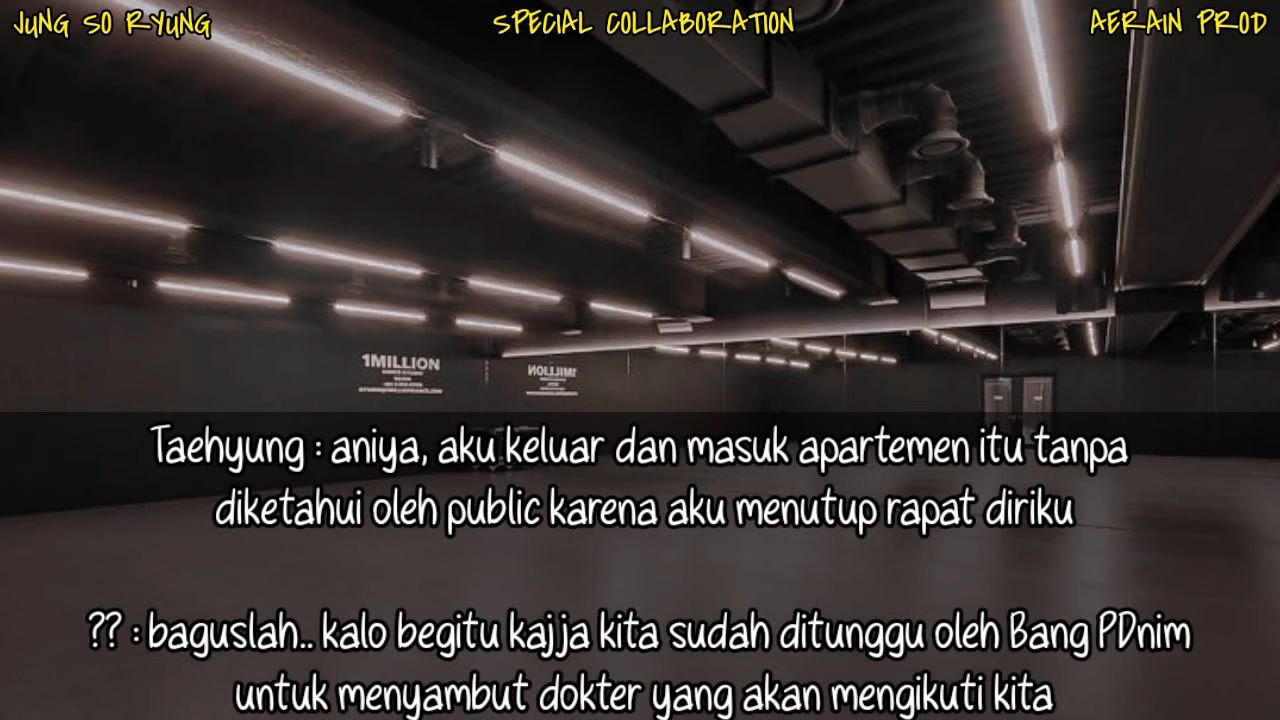 JUNG SO RYUNG
SPECIAL COLLABORATION
AERAIN PROD
1MILLION
Taehyung : aniya, aku keluar dan masuk apartemen itu tanpa
diketahui oleh public karena aku menutup rapat diriku
?? : baguslah.. kalo begitu kajja kita sudah ditunggu oleh Bang PDnim
untuk menyambut dokter yang akan mengikuti kita